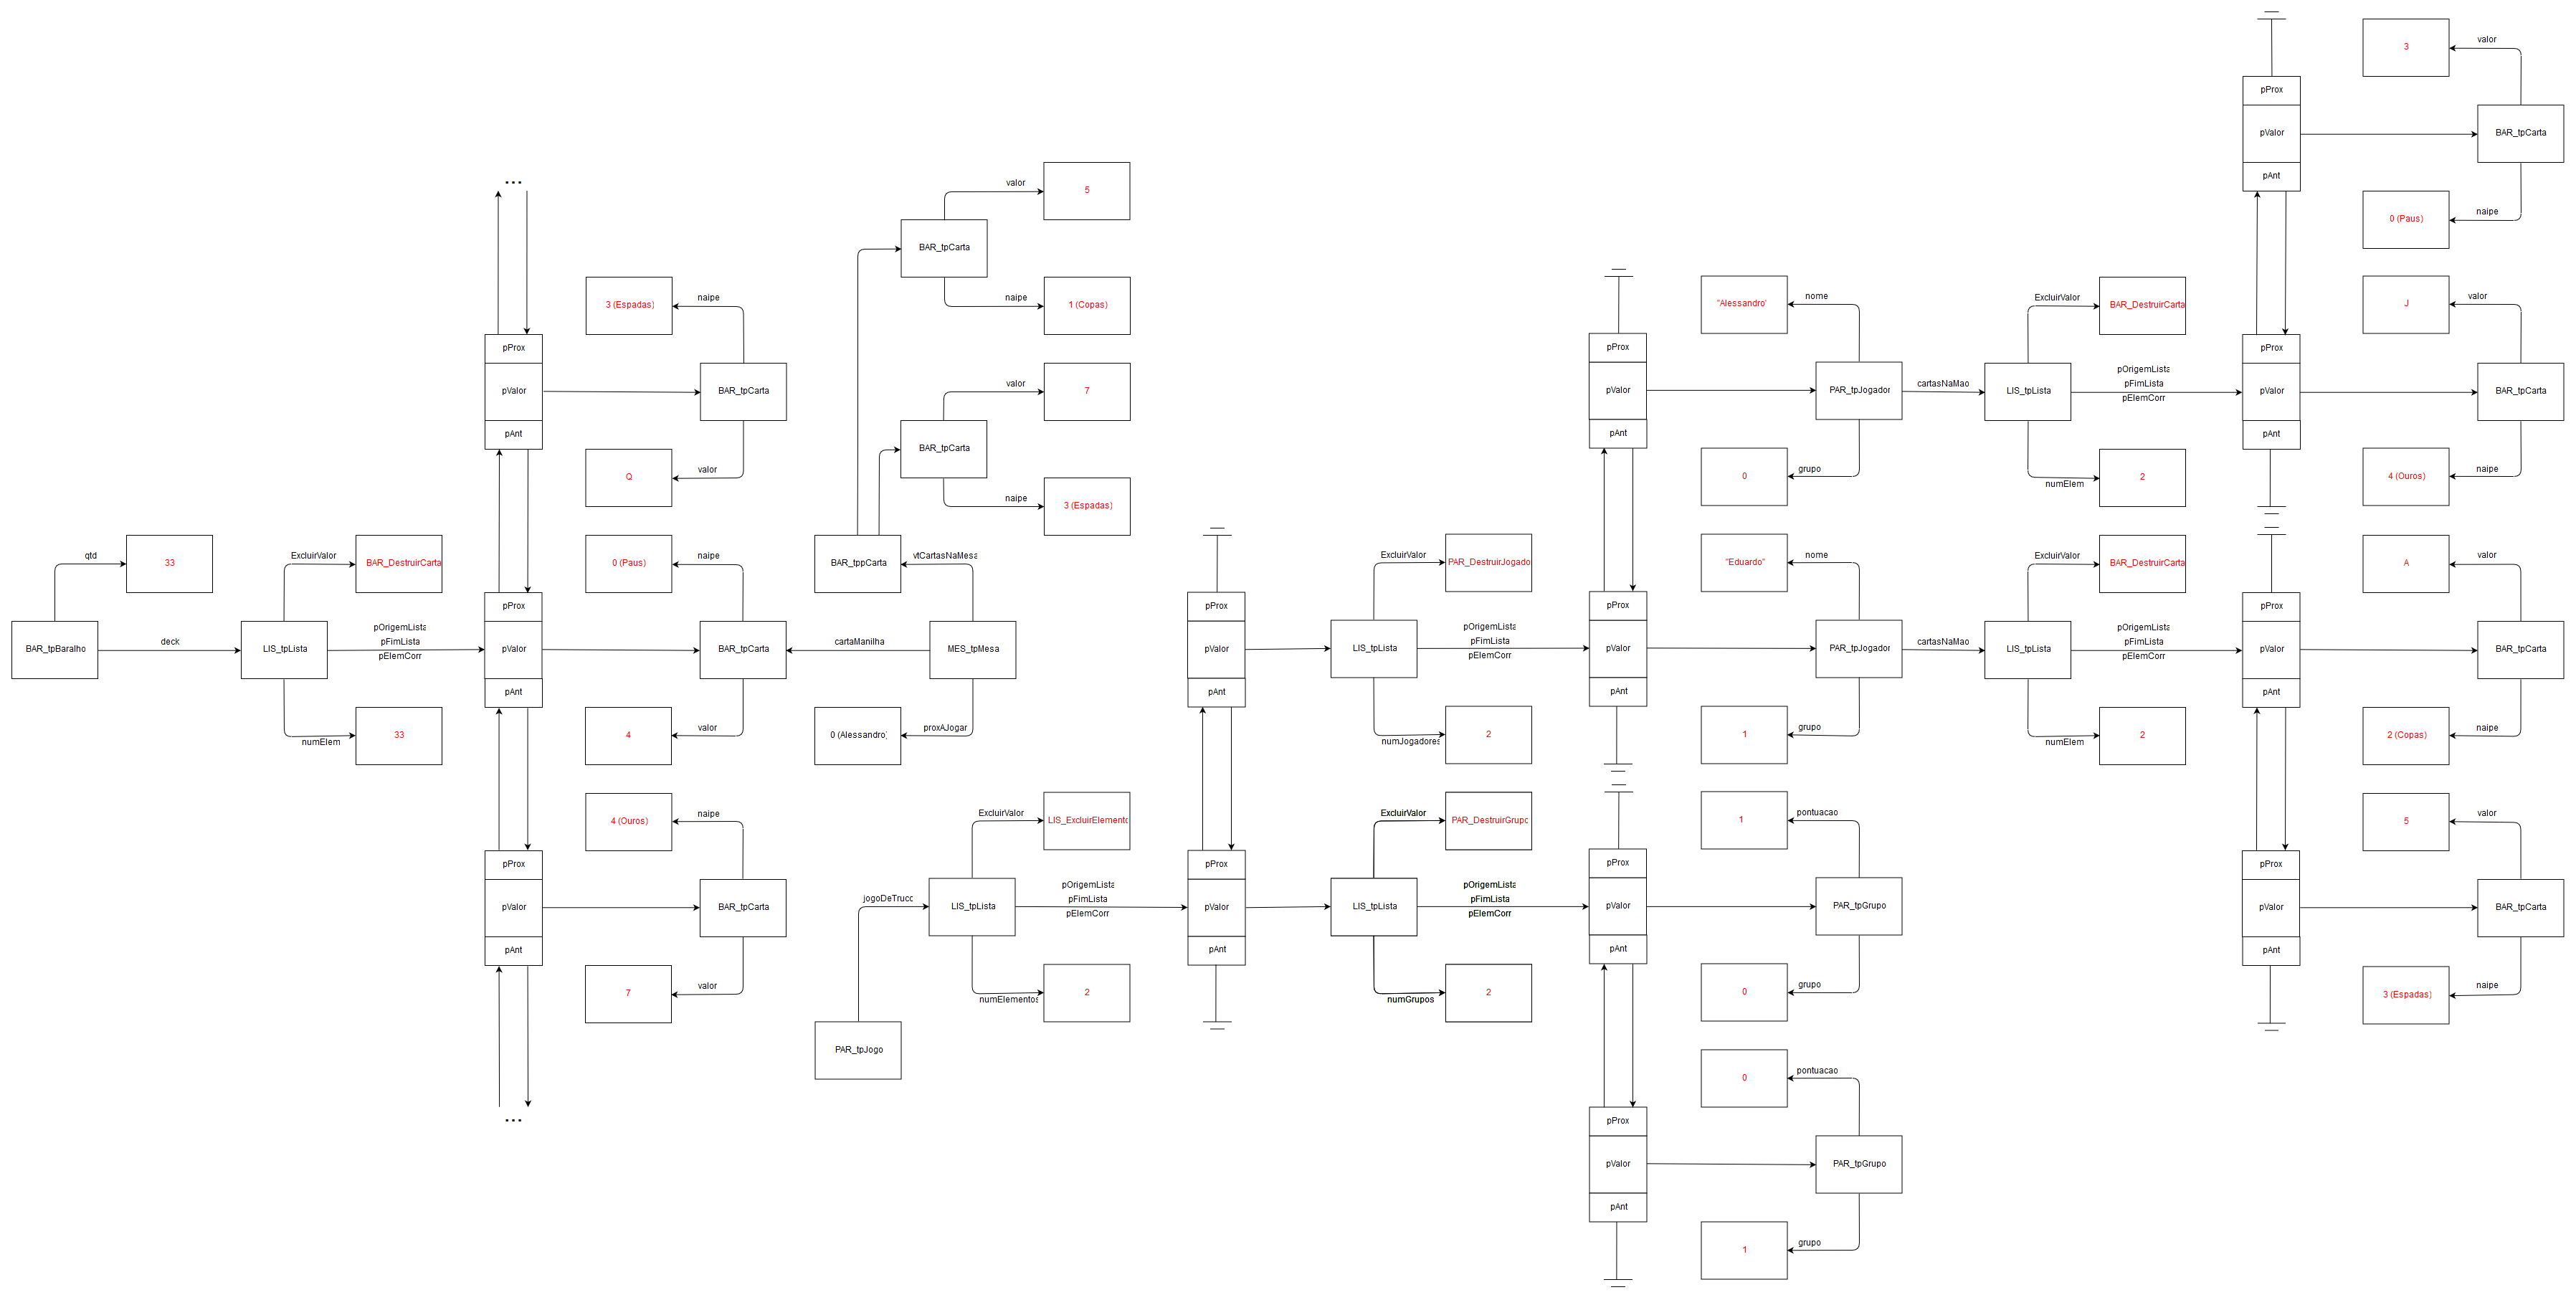 valor
3
pProx
pValor
BAR_tpCarta
pAnt
0 (Paus)
naipe
...
valor
5
BAR_tpCarta
naipe
1 (Copas)
valor
7
BAR_tpCarta
naipe
3 (Espadas)
3 (Espadas)
naipe
pProx
pValor
BAR_tpCarta
pAnt
Q
valor
"Alessandro'
nome
pProx
pValor
PAR_tpJogador
pAnt
0
grupo
cartasNaMao
ExcluirValor
BAR_DestruirCarta
LIS_tpLista
pOrigemLista
pFimLista
pElemCorr
numElem
2
J
valor
pProx
pValor
BAR_tpCarta
pAnt
4 (Ouros)
naipe
qtd
33
BAR_tpBaralho
deck
ExcluirValor
BAR_DestruirCarta
LIS_tpLista
pOrigemLista
pFimLista
pElemCorr
numElem
33
pProx
pValor
pAnt
0 (Paus)
naipe
BAR_tpCarta
4
valor
BAR_tppCarta
vtCartasNaMesa
cartaManilha
MES_tpMesa
0 (Alessandro)
proxAJogar
pProx
pValor
pAnt
ExcluirValor
PAR_DestruirJogado
LIS_tpLista
pOrigemLista
pFimLista
pElemCorr
numJogadores
2
pProx
pValor
pAnt
"Eduardo"
nome
PAR_tpJogador
1
grupo
cartasNaMao
ExcluirValor
BAR_DestruirCarta
LIS_tpLista
pOrigemLista
pFimLista
pElemCorr
numElem
2
pProx
pValor
pAnt
A
valor
BAR_tpCarta
2 (Copas)
naipe
4 (Ouros)
naipe
pProx
pValor
BAR_tpCarta
pAnt
7
valor
...
PAR_tpJogo
jogoDeTruco
ExcluirValor
LIS_ExcluirElemento
LIS_tpLista
pOrigemLista
pFimLista
pElemCorr
numElementos
2
pProx
pValor
pAnt
ExcluirValor
PAR_DestruirGrupo
LIS_tpLista
pOrigemLista
pFimLista
pElemCorr
numGrupos
2
pProx
pValor
pAnt
1
pontuacao
PAR_tpGrupo
0
grupo
5
valor
pProx
pValor
BAR_tpCarta
pAnt
3 (Espadas)
naipe
0
pontuacao
pProx
pValor
PAR_tpGrupo
pAnt
1
grupo